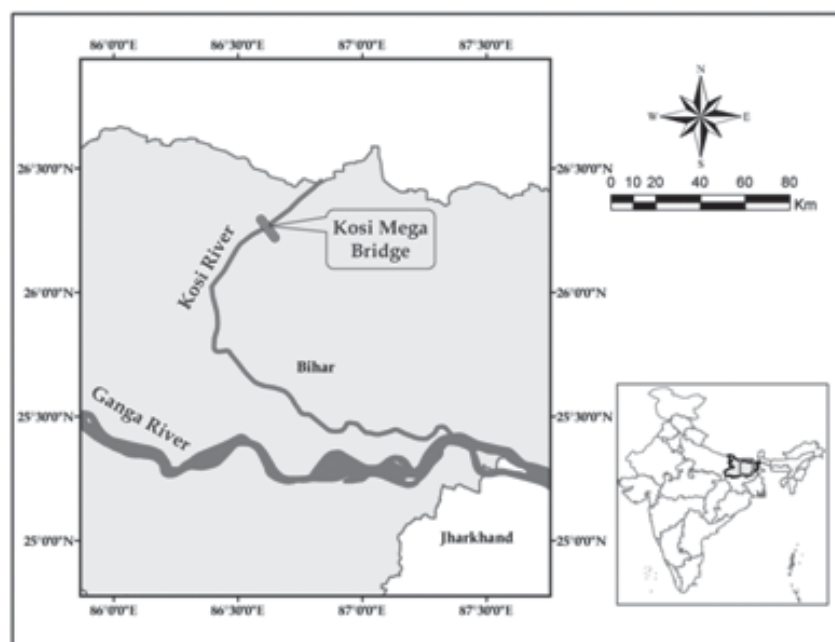 86°0'0"E 86°30'0"E 87°0'0"E 87°30'0"E
N
W E
S
26°30'0"N 26°30'0"N
0 10 20 40 60 80
Km
Kosi Mega
Bridge
Kosi River
26°0'0"N 26°0'0"N
Bihar
Ganga River
25°30'0"N 25°30'0"N
25°0'0"N 25°0'0"N
Jharkhand
86°0'0"E 86°30'0"E 87°0'0"E 87°30'0"E